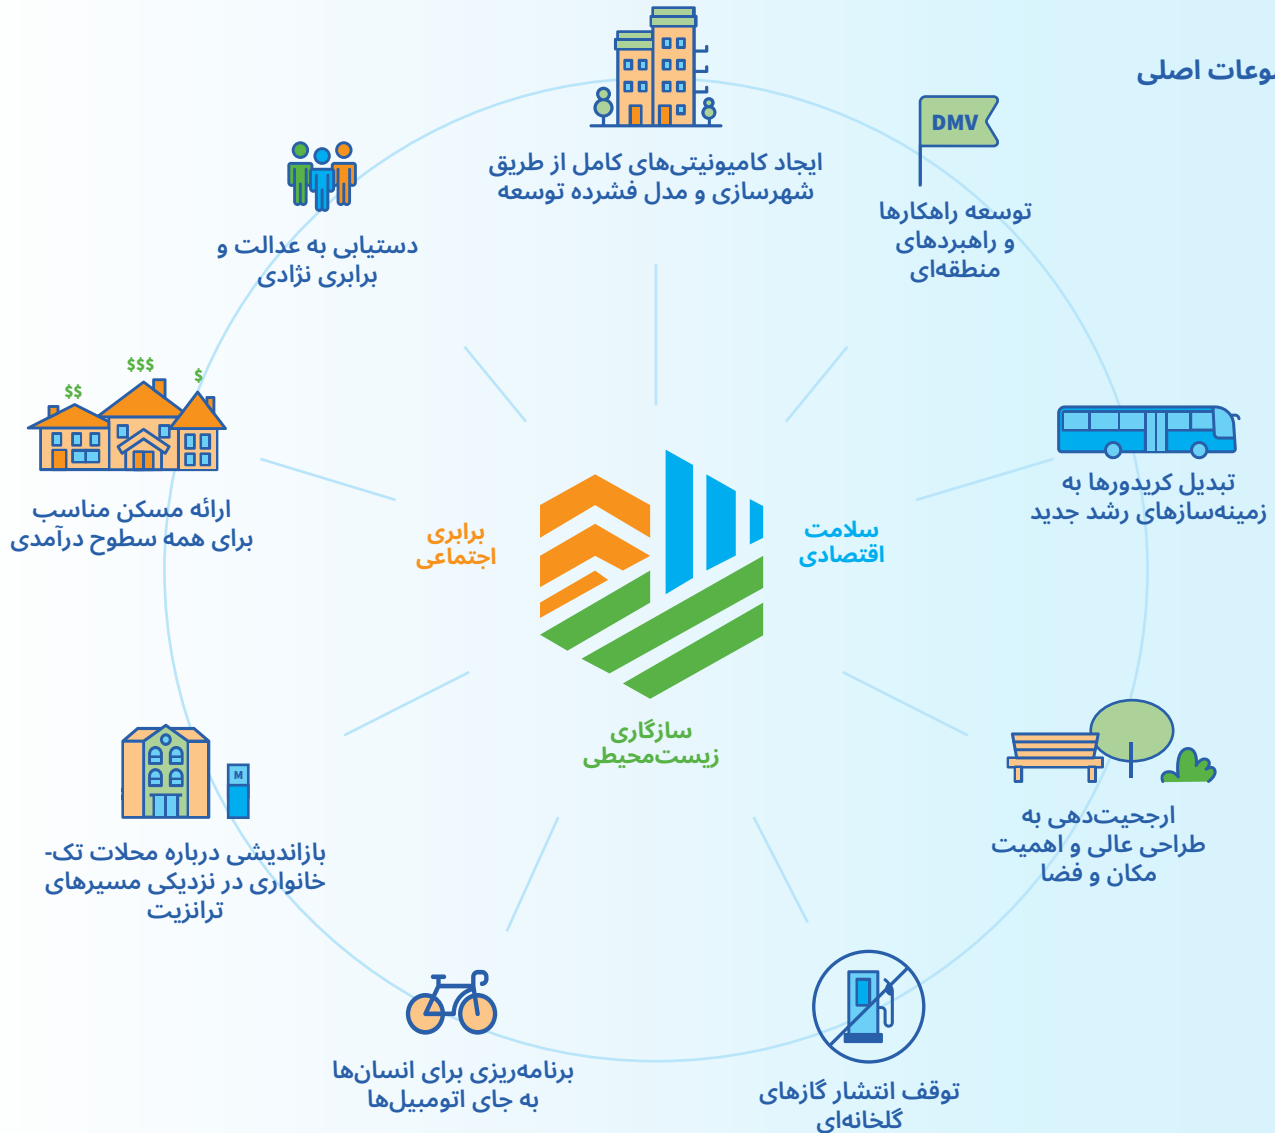 اصلی
ایجاد کامیونیتی‌های کامل از طریق
شهرسازی و مدل فشرده توسعه
DMV
توسعه راهکارها
و راهبردهای
منطقه‌ای
تبدیل کریدورها به
زمینه‌سازهای رشد جدید
ارجحیت‌دهی به
طراحی عالی و اهمیت
مکان و فضا
توقف انتشار گازهای
گلخانه‌ای
برنامه‌ریزی برای انسان‌ها
به جای اتومبیل‌ها
M
بازاندیشی درباره محلات تک-
خانواری در نزدیکی مسیرهای
ترانزیت
$$ $$$ $
ارائه مسکن مناسب
برای همه سطوح درآمدی
دستیابی به عدالت و
برابری نژادی
سلامت
اقتصادی
برابری
اجتماعی
سازگاری
زیست‌محیطی